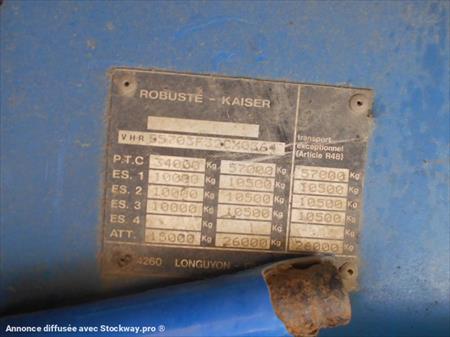 ROBUSTE - KAISER
VHR
transport
exceptionnel
(Article R48)
P.T.C 34000 Kg 57000 Kg 57000 Kg
ES. 1 10000 Kg 10500 Kg 10500 Kg
ES. 2 10000 Kg 10500 Kg 10500 Kg
ES. 3 10000 Kg 10500 Kg 10500 Kg
ES. 4 Kg Kg Kg
ATT. 15000 Kg 26000 Kg 26000 Kg
4260 LONGUYON -
Annonce diffusée avec Stockway.pro ®